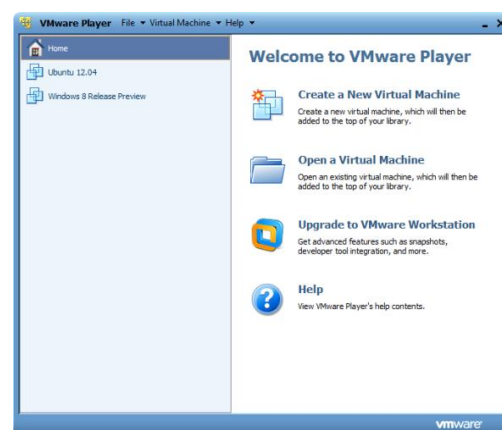 VMware Player File Virtual Machine Help
Home
Ubuntu 12.04
Windows 8 Release Preview
Welcome to VMware Player
Create a New Virtual Machine
Create a new virtual machine, which will then be
added to the top of your library.
Open a Virtual Machine
Open an existing virtual machine, which will then be
added to the top of your library.
Upgrade to VMware Workstation
Get advanced features such as snapshots,
developer tool integration, and more.
Help
View VMware Player's help contents.
vmware